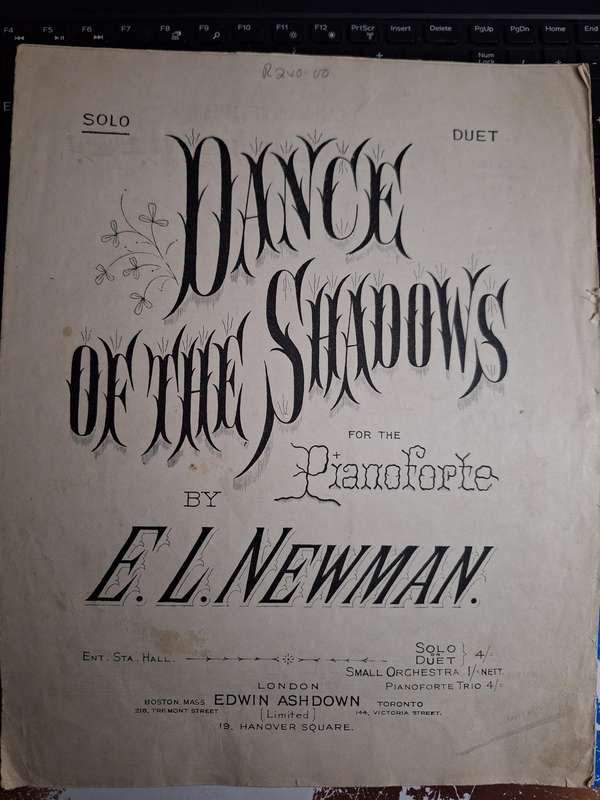 F4 F5 F6 F7 F8 F9 F10 F11 F12 PrtScr Insert Delete PgUp PgDn Home End
Num
Lock
R240-00
SOLO DUET
DANCE
OF THE SHADOWS
FOR THE
Pianoforte
BY
E. L. NEWMAN.
ENT. STA. HALL. SOLO OR DUET } 4/=
SMALL ORCHESTRA 1/= NETT.
PIANOFORTE TRIO 4/=
LONDON
BOSTON. MASS EDWIN ASHDOWN TORONTO
218, TREMONT STREET (Limited) 144, VICTORIA STREET.
19, HANOVER SQUARE.